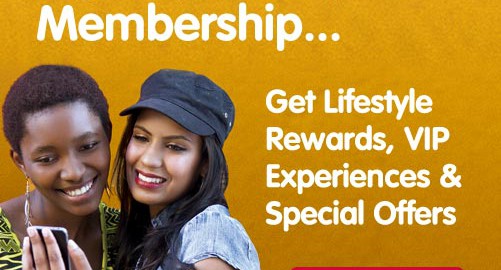 Membership...
Get Lifestyle
Rewards, VIP
Experiences &
Special Offers